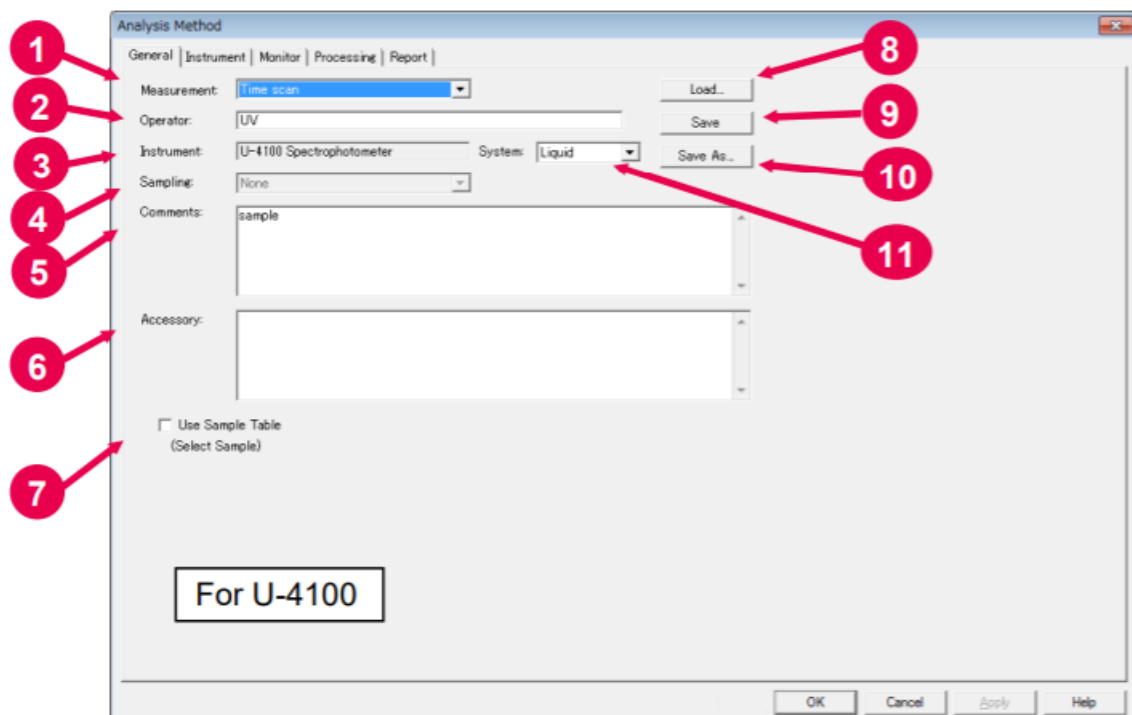 Analysis Method
General Instrument Monitor Processing Report
1 8
Measurement: Time scan Load...
2 Operator: UV Save 9
3 Instrument: U-4100 Spectrophotometer System: Liquid Save As... 10
Sampling: None
4
Comments: sample
5 11
Accessory:
6
Use Sample Table
(Select Sample)
7
For U-4100
OK Cancel Apply Help